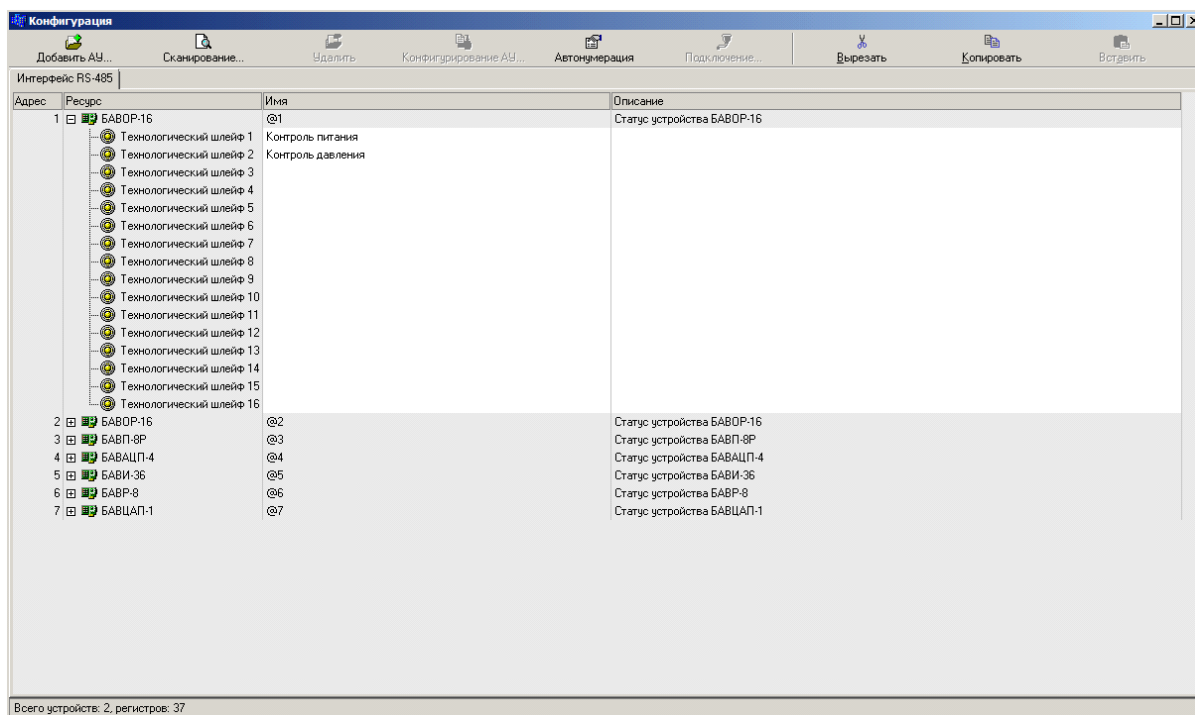 Конфигурация
Добавить АУ... Сканирование... Удалить Конфигурирование АУ... Автонумерация Подключение... Вырезать Копировать Вставить
Интерфейс RS-485
Адрес Ресурс Имя Описание
1 БАВОР-16 @1 Статус устройства БАВОР-16
Технологический шлейф 1 Контроль питания
Технологический шлейф 2 Контроль давления
Технологический шлейф 3
Технологический шлейф 4
Технологический шлейф 5
Технологический шлейф 6
Технологический шлейф 7
Технологический шлейф 8
Технологический шлейф 9
Технологический шлейф 10
Технологический шлейф 11
Технологический шлейф 12
Технологический шлейф 13
Технологический шлейф 14
Технологический шлейф 15
Технологический шлейф 16
2 БАВОР-16 @2 Статус устройства БАВОР-16
3 БАВП-8Р @3 Статус устройства БАВП-8Р
4 БАВАЦП-4 @4 Статус устройства БАВАЦП-4
5 БАВИ-36 @5 Статус устройства БАВИ-36
6 БАВР-8 @6 Статус устройства БАВР-8
7 БАВЦАП-1 @7 Статус устройства БАВЦАП-1
Всего устройств: 2, регистров: 37